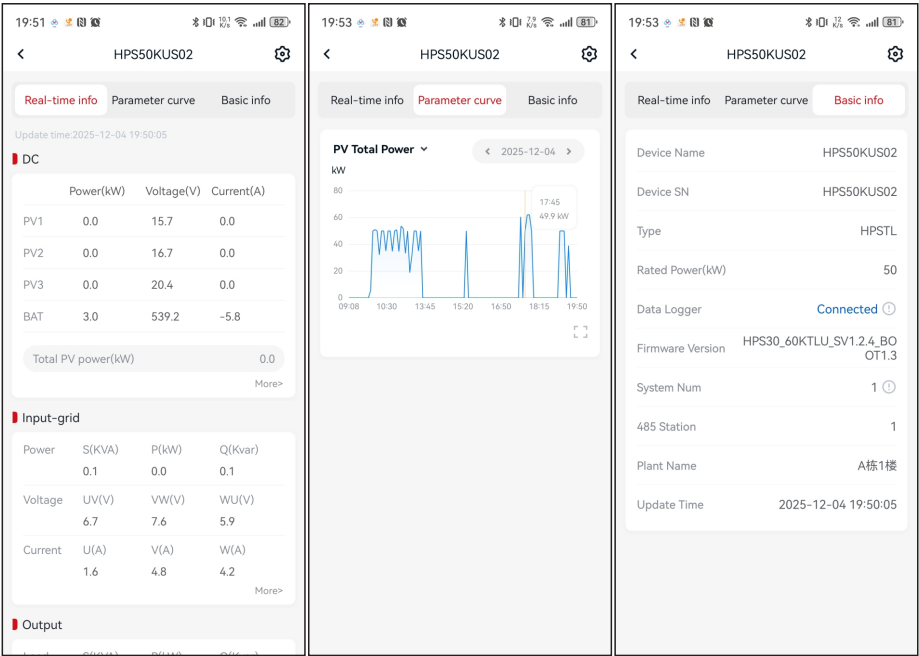 19:51 10.1 K/s 82
HPS50KUS02
Real-time info Parameter curve Basic info
Update time:2025-12-04 19:50:05
DC
Power(kW) Voltage(V) Current(A)
PV1 0.0 15.7 0.0
PV2 0.0 16.7 0.0
PV3 0.0 20.4 0.0
BAT 3.0 539.2 -5.8
Total PV power(kW) 0.0
More>
Input-grid
Power S(KVA) P(kW) Q(Kvar)
0.1 0.0 0.1
Voltage UV(V) VW(V) WU(V)
6.7 7.6 5.9
Current U(A) V(A) W(A)
1.6 4.8 4.2
More>
Output
19:53 7.9 K/s 81
HPS50KUS02
Real-time info Parameter curve Basic info
PV Total Power < 2025-12-04 >
kW
80
60
40
20
0
17:45
49.9 kW
09:08 10:30 13:45 15:20 16:50 18:15 19:50
19:53 12 K/s 81
HPS50KUS02
Real-time info Parameter curve Basic info
Device Name HPS50KUS02
Device SN HPS50KUS02
Type HPSTL
Rated Power(kW) 50
Data Logger Connected
Firmware Version HPS30_60KTLU_SV1.2.4_BO
OT1.3
System Num 1
485 Station 1
Plant Name A栋1楼
Update Time 2025-12-04 19:50:05